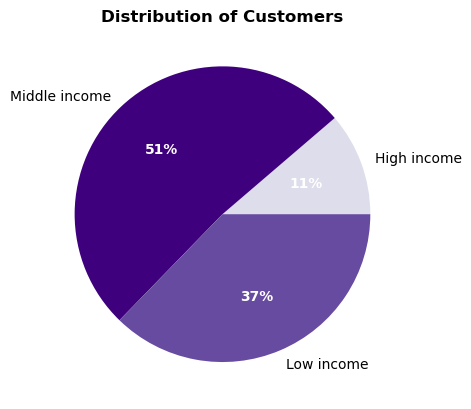 Distribution of Customers
Middle income
51%
High income
11%
37%
Low income